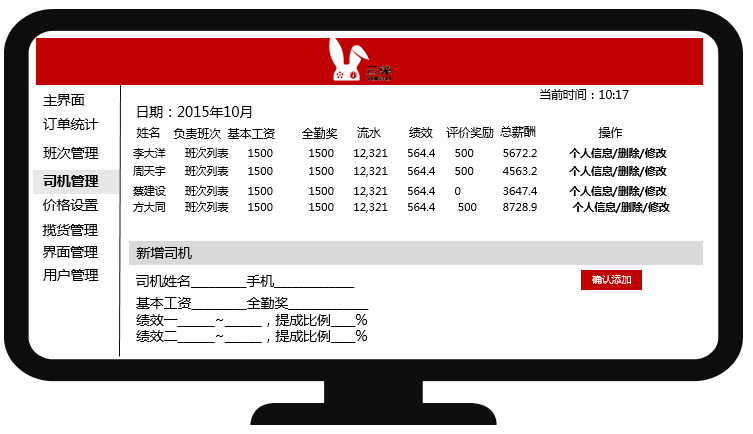 当前时间：10:17
主界面
订单统计
班次管理
司机管理
价格设置
揽货管理
界面管理
用户管理
日期：2015年10月
姓名 负责班次 基本工资 全勤奖 流水 绩效 评价奖励 总薪酬 操作
李大洋 班次列表 1500 1500 12,321 564.4 500 5672.2 个人信息/删除/修改
周天宇 班次列表 1500 1500 12,321 564.4 500 4563.2 个人信息/删除/修改
蔡建设 班次列表 1500 1500 12,321 564.4 0 3647.4 个人信息/删除/修改
方大同 班次列表 1500 1500 12,321 564.4 500 8728.9 个人信息/删除/修改
新增司机
司机姓名_________手机_____________
确认添加
基本工资_________全勤奖_____________
绩效一______~______，提成比例____%
绩效二______~______，提成比例____%